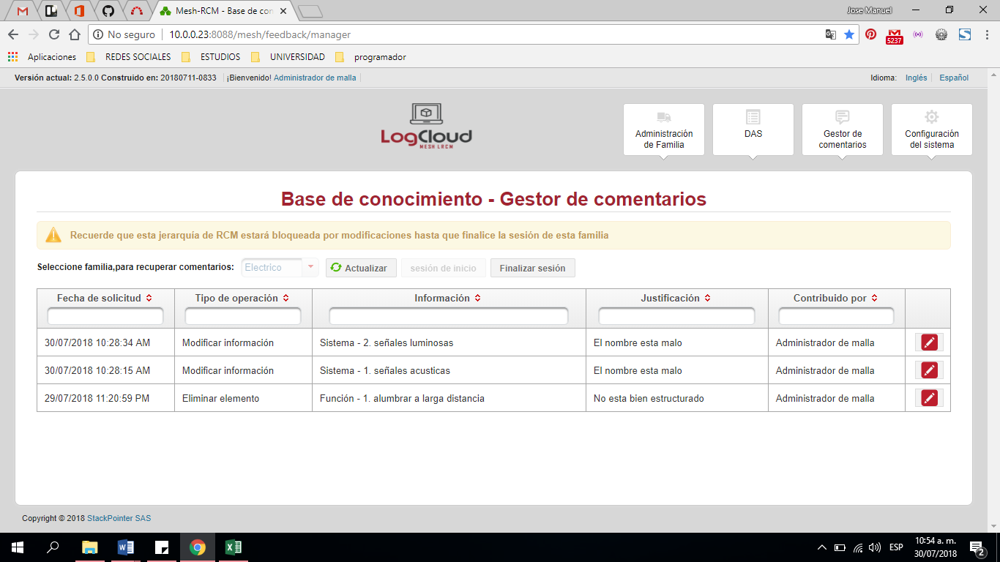 Mesh-RCM - Base de con
Jose Manuel
No seguro
10.0.0.23:8088/mesh/feedback/manager
5237
Aplicaciones
REDES SOCIALES
ESTUDIOS
UNIVERSIDAD
programador
Versión actual: 2.5.0.0 Construido en: 20180711-0833
¡Bienvenido! Administrador de malla
Idioma:
Inglés
Español
LogCloud
MESH LRCM
Administración
de Familia
DAS
Gestor de
comentarios
Configuración
del sistema
Base de conocimiento - Gestor de comentarios
Recuerde que esta jerarquía de RCM estará bloqueada por modificaciones hasta que finalice la sesión de esta familia
Seleccione familia,para recuperar comentarios:
Electrico
Actualizar
sesión de inicio
Finalizar sesión
Fecha de solicitud
Tipo de operación
Información
Justificación
Contribuido por
30/07/2018 10:28:34 AM
Modificar información
Sistema - 2. señales luminosas
El nombre esta malo
Administrador de malla
30/07/2018 10:28:15 AM
Modificar información
Sistema - 1. señales acusticas
El nombre esta malo
Administrador de malla
29/07/2018 11:20:59 PM
Eliminar elemento
Función - 1. alumbrar a larga distancia
No esta bien estructurado
Administrador de malla
Copyright © 2018 StackPointer SAS
ESP
10:54 a. m.
30/07/2018
2